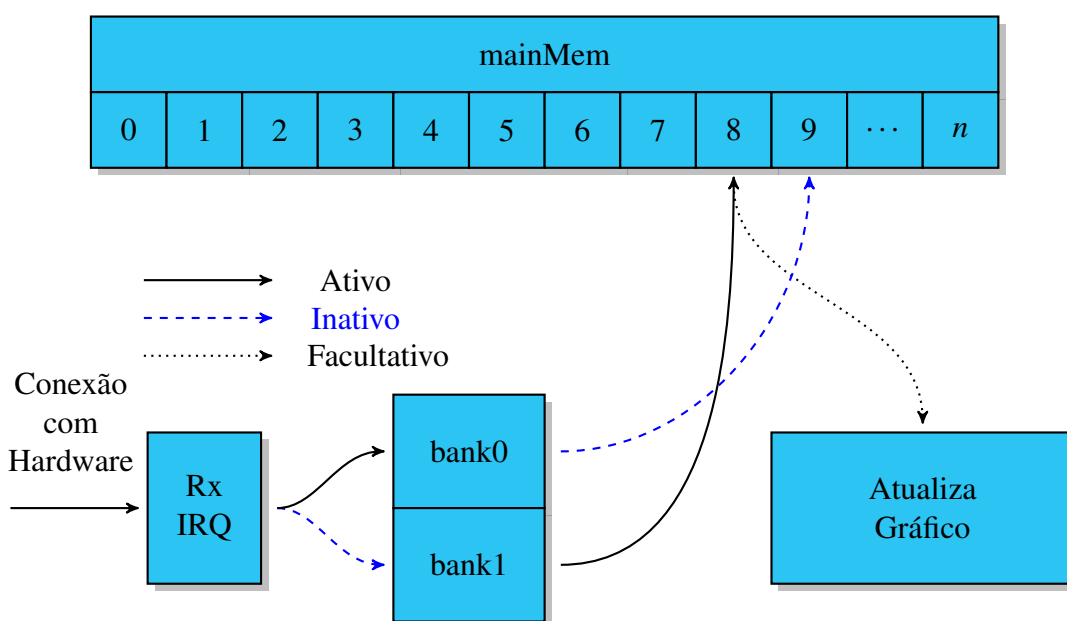 mainMem
0 1 2 3 4 5 6 7 8 9 ··· n
Ativo
Inativo
Facultativo
Conexão
com
Hardware
Rx
IRQ
bank0
bank1
Atualiza
Gráfico